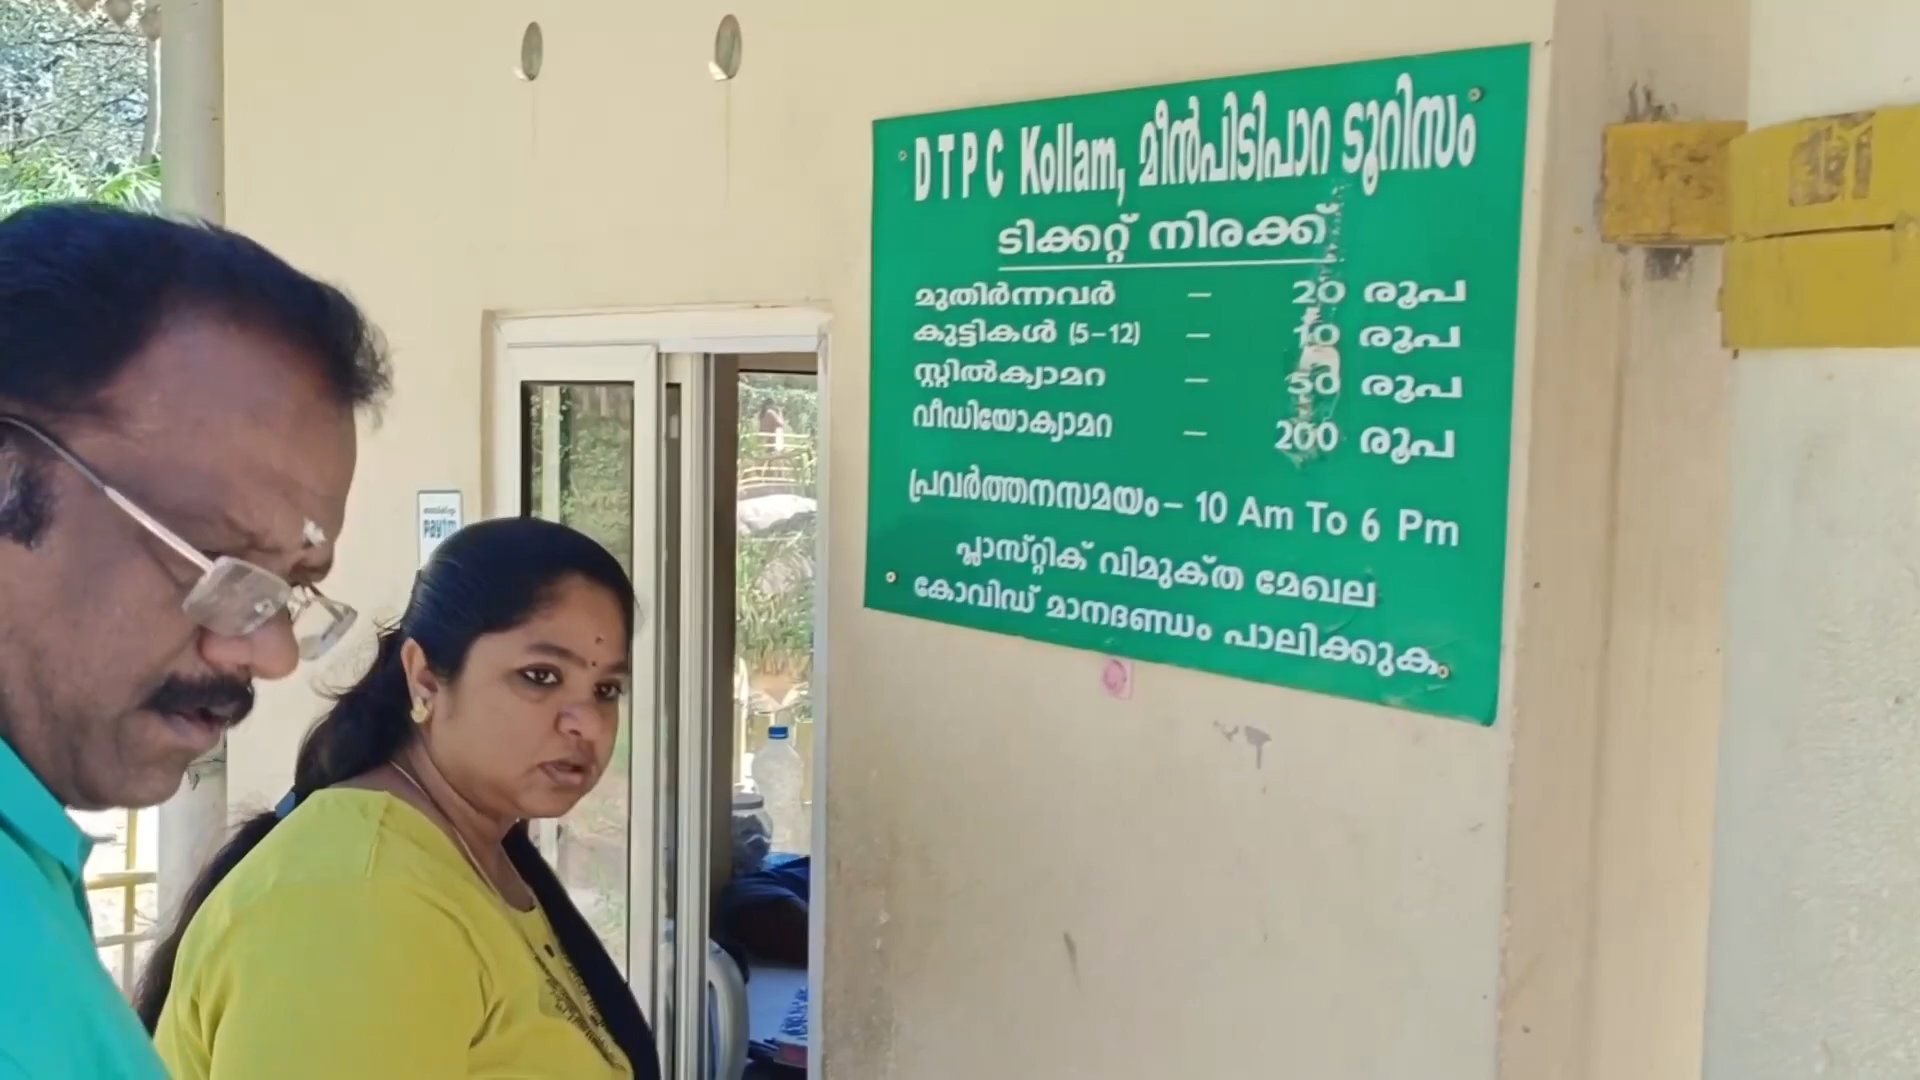 DTPC Kollam, മീൻപിടിപാറ ടൂറിസം
ടിക്കറ്റ് നിരക്ക്
മുതിർന്നവർ – 20 രൂപ
കുട്ടികൾ (5-12) – 10 രൂപ
സ്റ്റിൽക്യാമറ – 50 രൂപ
വീഡിയോക്യാമറ – 200 രൂപ
പ്രവർത്തനസമയം – 10 Am To 6 Pm
പ്ലാസ്റ്റിക് വിമുക്ത മേഖല
കോവിഡ് മാനദണ്ഡം പാലിക്കുക
paytm